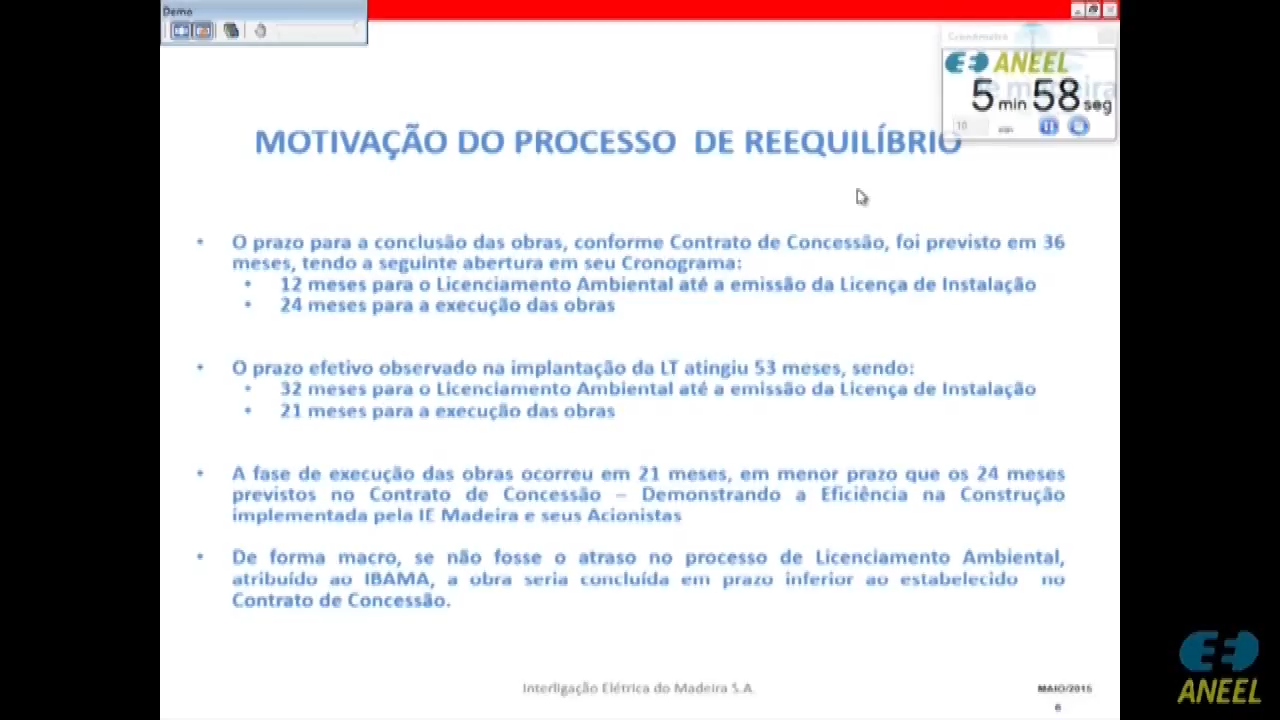 Demo
Cronômetro
ANEEL
5 min 58 seg
10
min
MOTIVAÇÃO DO PROCESSO DE REEQUILÍBRIO
• O prazo para a conclusão das obras, conforme Contrato de Concessão, foi previsto em 36
meses, tendo a seguinte abertura em seu Cronograma:
• 12 meses para o Licenciamento Ambiental até a emissão da Licença de Instalação
• 24 meses para a execução das obras
• O prazo efetivo observado na implantação da LT atingiu 53 meses, sendo:
• 32 meses para o Licenciamento Ambiental até a emissão da Licença de Instalação
• 21 meses para a execução das obras
• A fase de execução das obras ocorreu em 21 meses, em menor prazo que os 24 meses
previstos no Contrato de Concessão – Demonstrando a Eficiência na Construção
implementada pela IE Madeira e seus Acionistas
• De forma macro, se não fosse o atraso no processo de Licenciamento Ambiental,
atribuído ao IBAMA, a obra seria concluída em prazo inferior ao estabelecido no
Contrato de Concessão.
Interligação Elétrica do Madeira S.A.
MAIO/2015
6
ANEEL